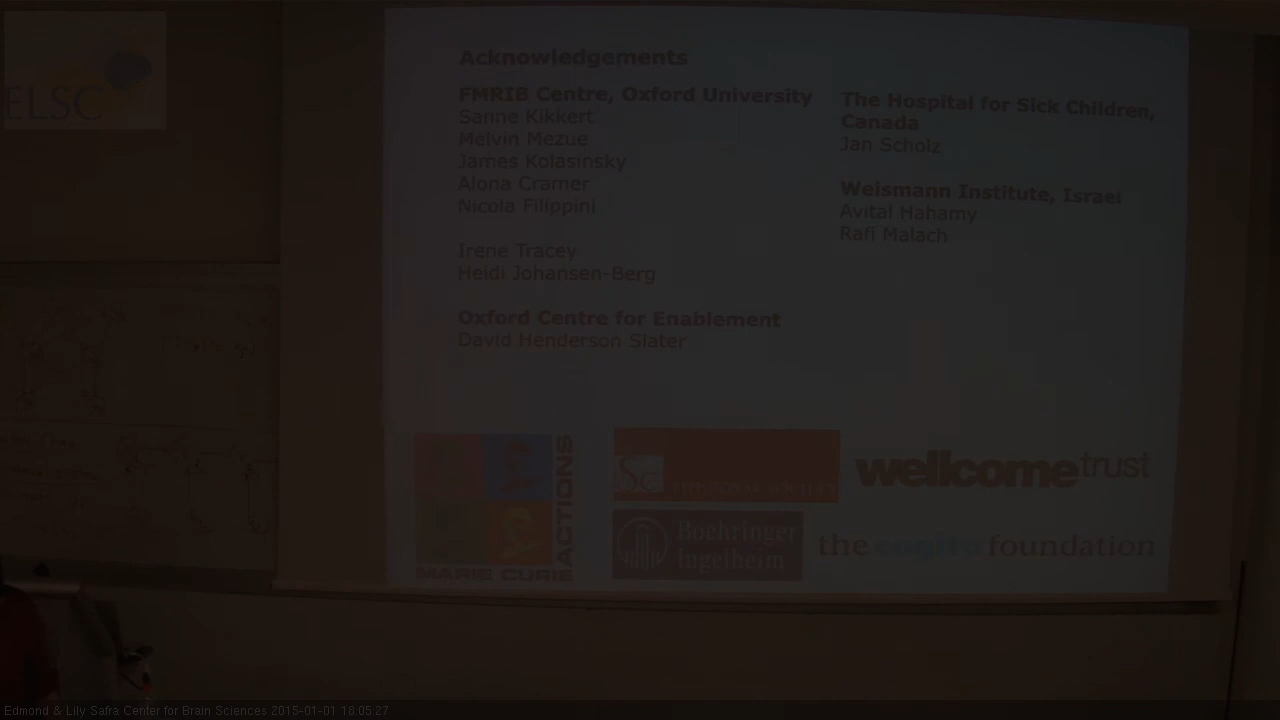 ELSC
Acknowledgements
FMRIB Centre, Oxford University
Sanne Kikkert
Melvin Mezue
James Kolasinsky
Alona Cramer
Nicola Filippini
Irene Tracey
Heidi Johansen-Berg
Oxford Centre for Enablement
David Henderson Slater
The Hospital for Sick Children,
Canada
Jan Scholz
Weismann Institute, Israel
Avital Hahamy
Rafi Malach
MARIE CURIE
ACTIONS
wellcometrust
Boehringer
Ingelheim
the cogito foundation
Edmond & Lily Safra Center for Brain Sciences 2015-01-01 18:05:27